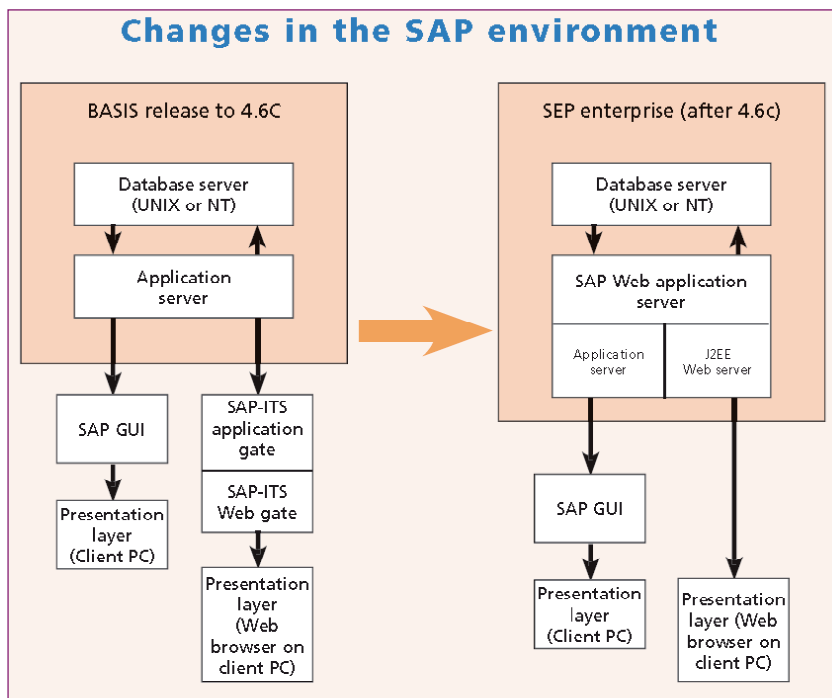 Changes in the SAP environment
BASIS release to 4.6C
Database server
(UNIX or NT)
Application
server
SAP GUI
Presentation
layer
(Client PC)
SAP-ITS
application
gate
SAP-ITS
Web gate
Presentation
layer
(Web
browser on
client PC)
SEP enterprise (after 4.6c)
Database server
(UNIX or NT)
SAP Web application
server
Application
server
J2EE
Web server
SAP GUI
Presentation
layer
(Client PC)
Presentation
layer (Web
browser on
client PC)